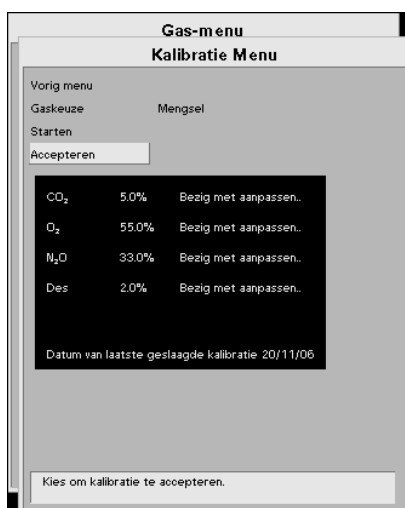 Gas-menu
Kalibratie Menu
Vorig menu
Gaskeuze Mengsel
Starten
Accepteren
CO₂ 5.0% Bezig met aanpassen..
O₂ 55.0% Bezig met aanpassen..
N₂O 33.0% Bezig met aanpassen..
Des 2.0% Bezig met aanpassen..
Datum van laatste geslaagde kalibratie 20/11/06
Kies om kalibratie te accepteren.